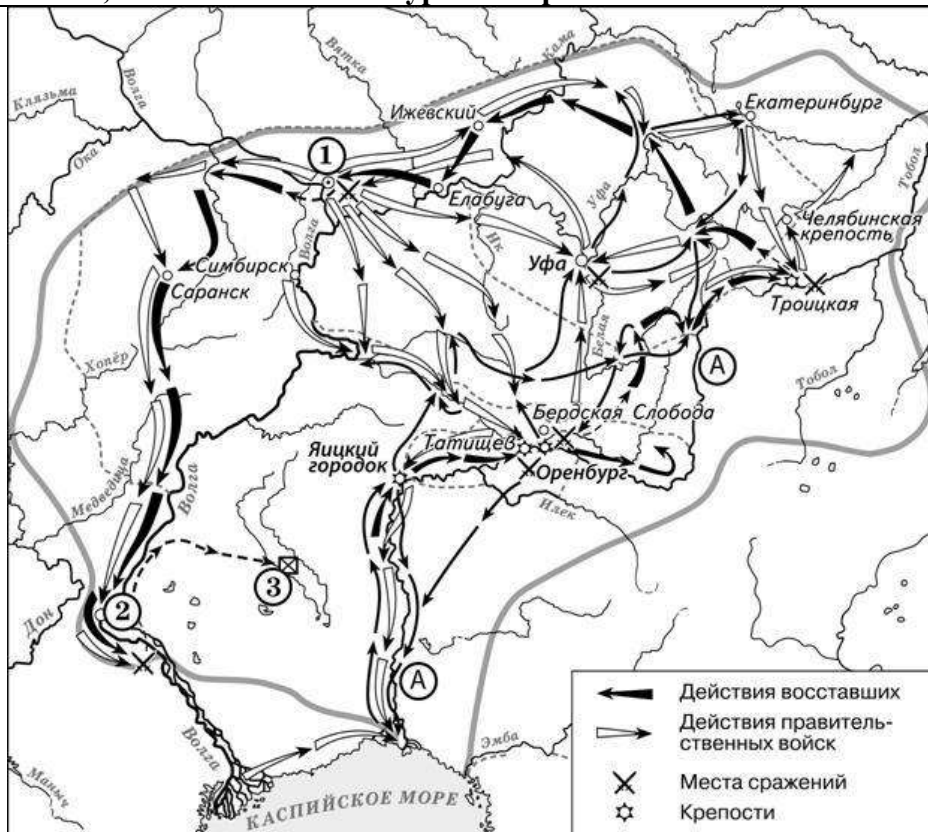 Вятка
Кама
Волга
Клязьма
Екатеринбург
Ижевский
Ока
1
Тобол
Елабуга
Уфа
Челябинская
крепость
Волга
Ик
Симбирск
Уфа
Саранск
Троицкая
Белая
Хопёр
А
Тобол
Бердская Слобода
Татищев
Яицкий
городок
Оренбург
Медведица
Волга
Илек
3
2
Дон
А
Действия восставших
Действия правитель-
ственных войск
Эмба
Волга
Маныч
Места сражений
КАСПИЙСКОЕ МОРЕ
Крепости